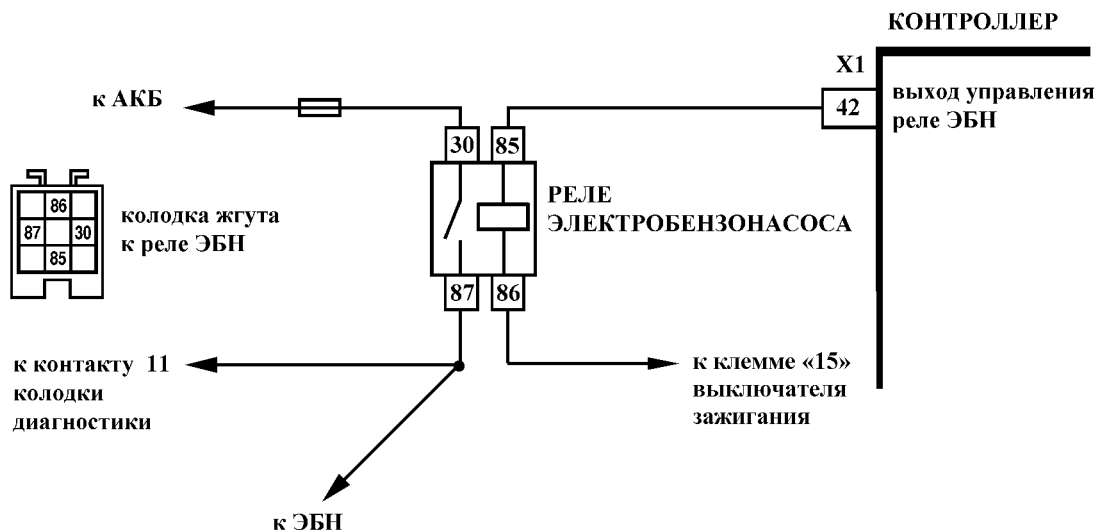 КОНТРОЛЛЕР
X1
к АКБ
42
выход управления
реле ЭБН
30
85
РЕЛЕ
ЭЛЕКТРОБЕНЗОНАСОСА
86
87
30
85
колодка жгута
к реле ЭБН
87
86
к контакту 11
колодки
диагностики
к клемме «15»
выключателя
зажигания
к ЭБН